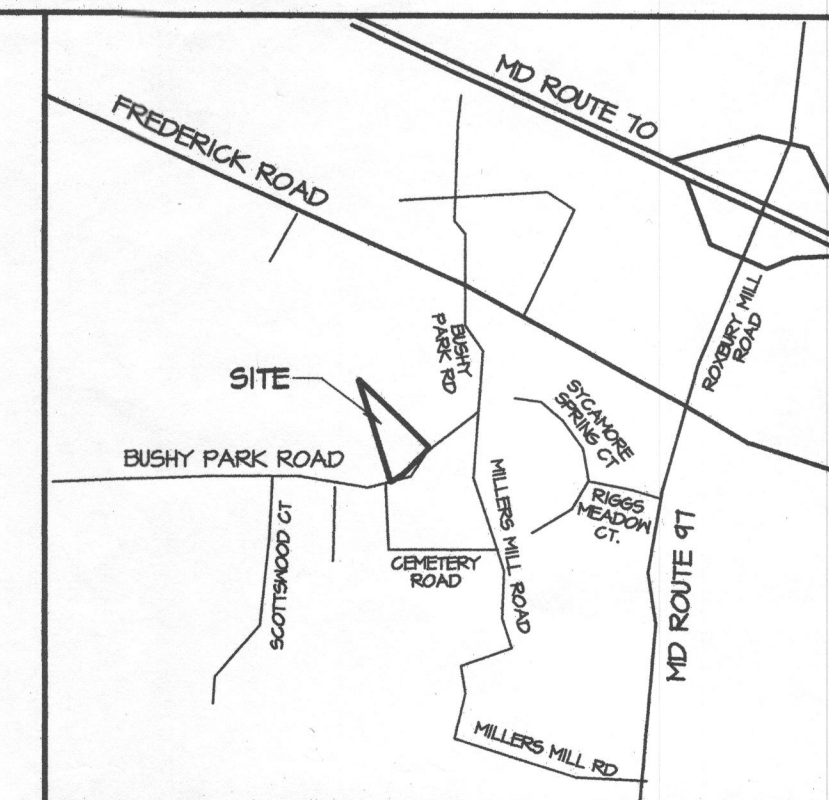 MD ROUTE 70
FREDERICK ROAD
ROXBURY MILL
ROAD
BUSHY
PARK RD
SITE
SYCAMORE
SPRING CT
BUSHY PARK ROAD
RIGGS
MEADOW
CT.
MILLERS MILL ROAD
SCOTTSWOOD CT
CEMETERY
ROAD
MD ROUTE 97
MILLERS MILL RD